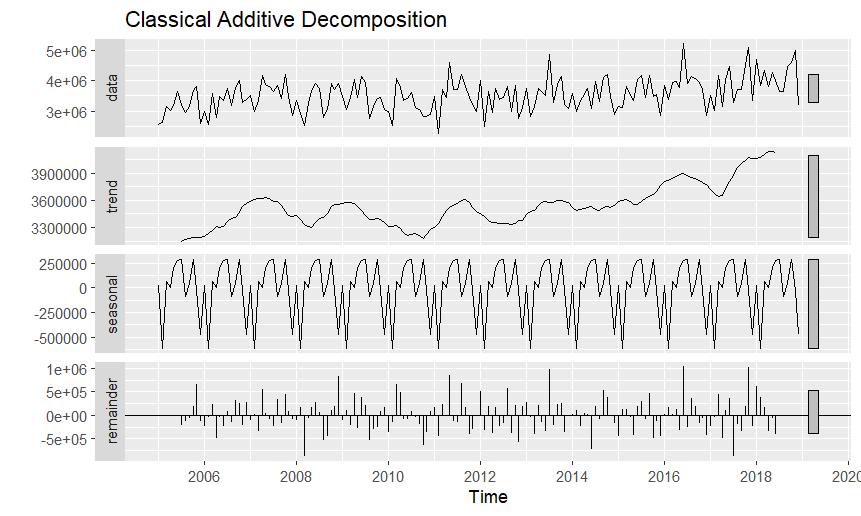 Classical Additive Decomposition
data
5e+06
4e+06
3e+06
trend
3900000
3600000
3300000
seasonal
250000
0
-250000
-500000
remainder
1e+06
5e+05
0e+00
-5e+05
2006 2008 2010 2012 2014 2016 2018 2020
Time